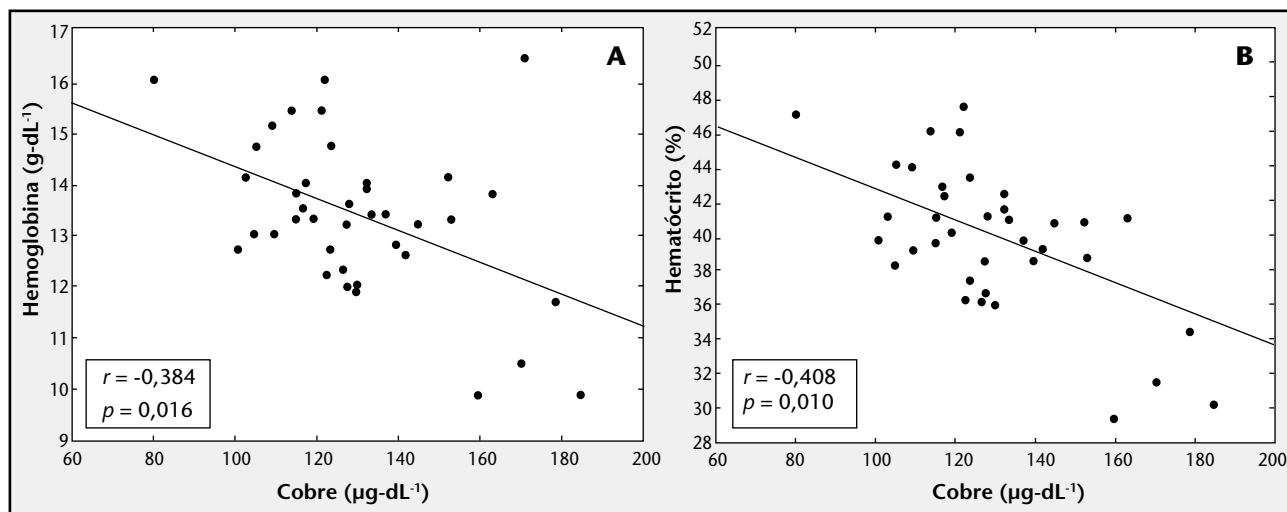 A
Hemoglobina (g-dL-1)
17
16
15
14
13
12
11
10
9
r = -0,384
p = 0,016
60 80 100 120 140 160 180 200
Cobre (µg-dL-1)
B
Hematócrito (%)
52
50
48
46
44
42
40
38
36
34
32
30
28
r = -0,408
p = 0,010
60 80 100 120 140 160 180 200
Cobre (µg-dL-1)